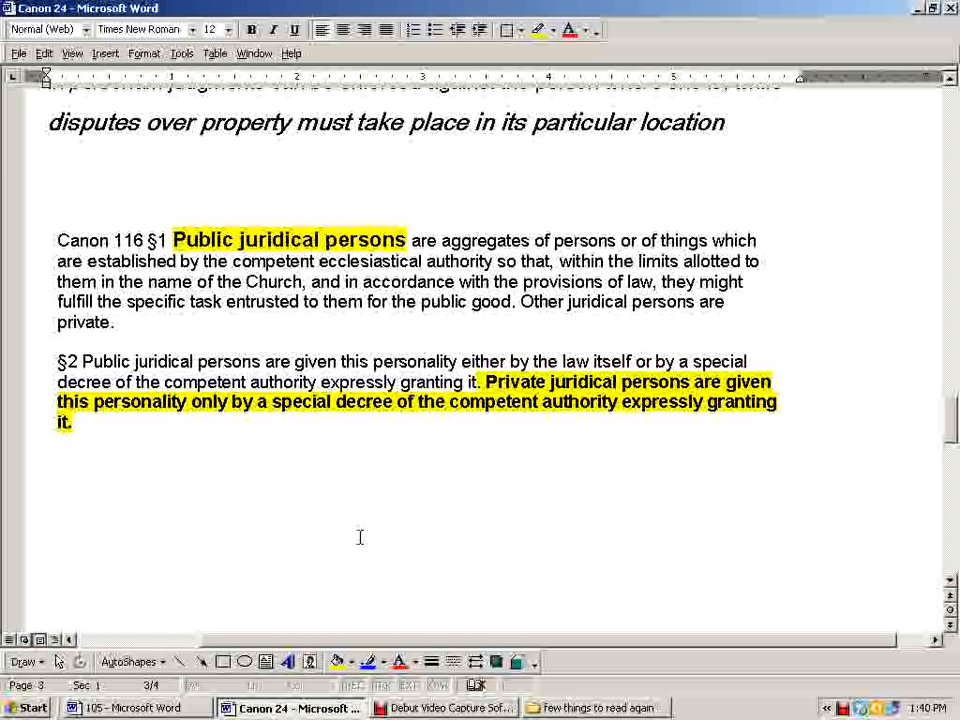 Canon 24 - Microsoft Word
Normal (Web) Times New Roman 12 B I U
File Edit View Insert Format Tools Table Window Help
1 2 3 4 5
disputes over property must take place in its particular location
Canon 116 §1 Public juridical persons are aggregates of persons or of things which
are established by the competent ecclesiastical authority so that, within the limits allotted to
them in the name of the Church, and in accordance with the provisions of law, they might
fulfill the specific task entrusted to them for the public good. Other juridical persons are
private.
§2 Public juridical persons are given this personality either by the law itself or by a special
decree of the competent authority expressly granting it. Private juridical persons are given
this personality only by a special decree of the competent authority expressly granting
it.
Draw AutoShapes
Page 3 Sec 1 3/4
Start 105 - Microsoft Word Canon 24 - Microsoft ... Debut Video Capture Sof... few things to read again « 1:40 PM